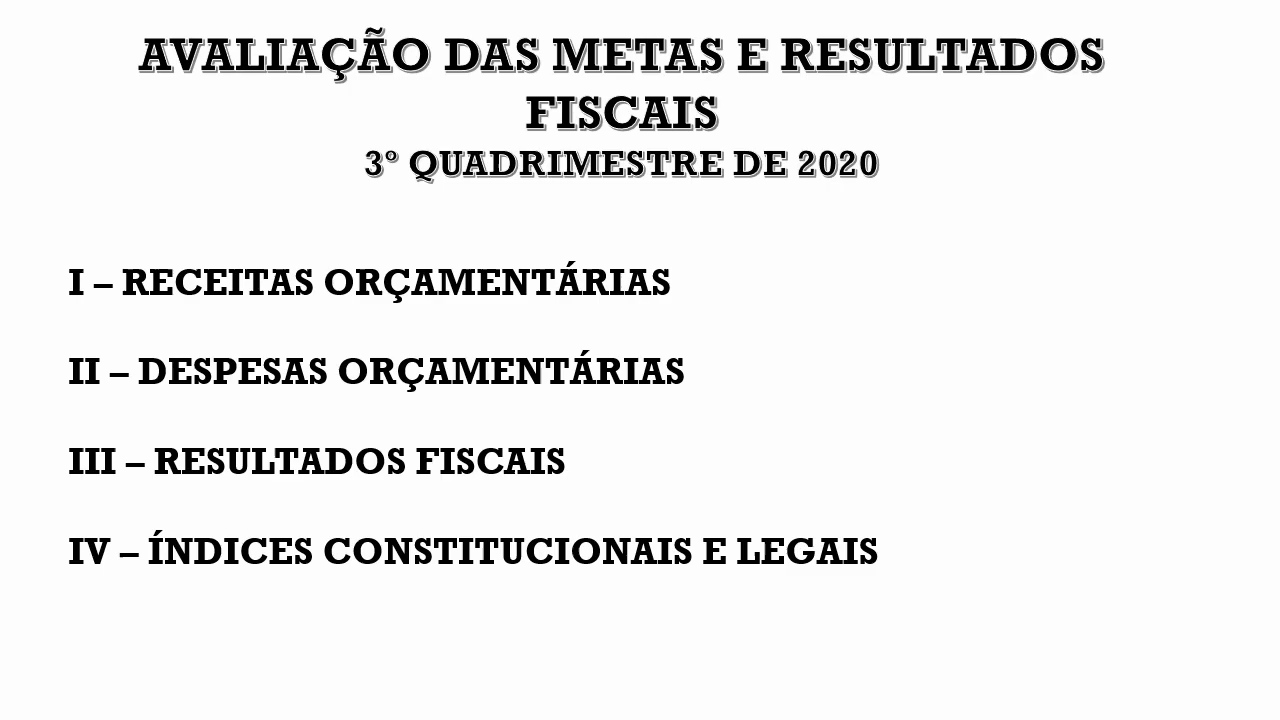 AVALIAÇÃO DAS METAS E RESULTADOS
FISCAIS
3º QUADRIMESTRE DE 2020
I – RECEITAS ORÇAMENTÁRIAS
II – DESPESAS ORÇAMENTÁRIAS
III – RESULTADOS FISCAIS
IV – ÍNDICES CONSTITUCIONAIS E LEGAIS